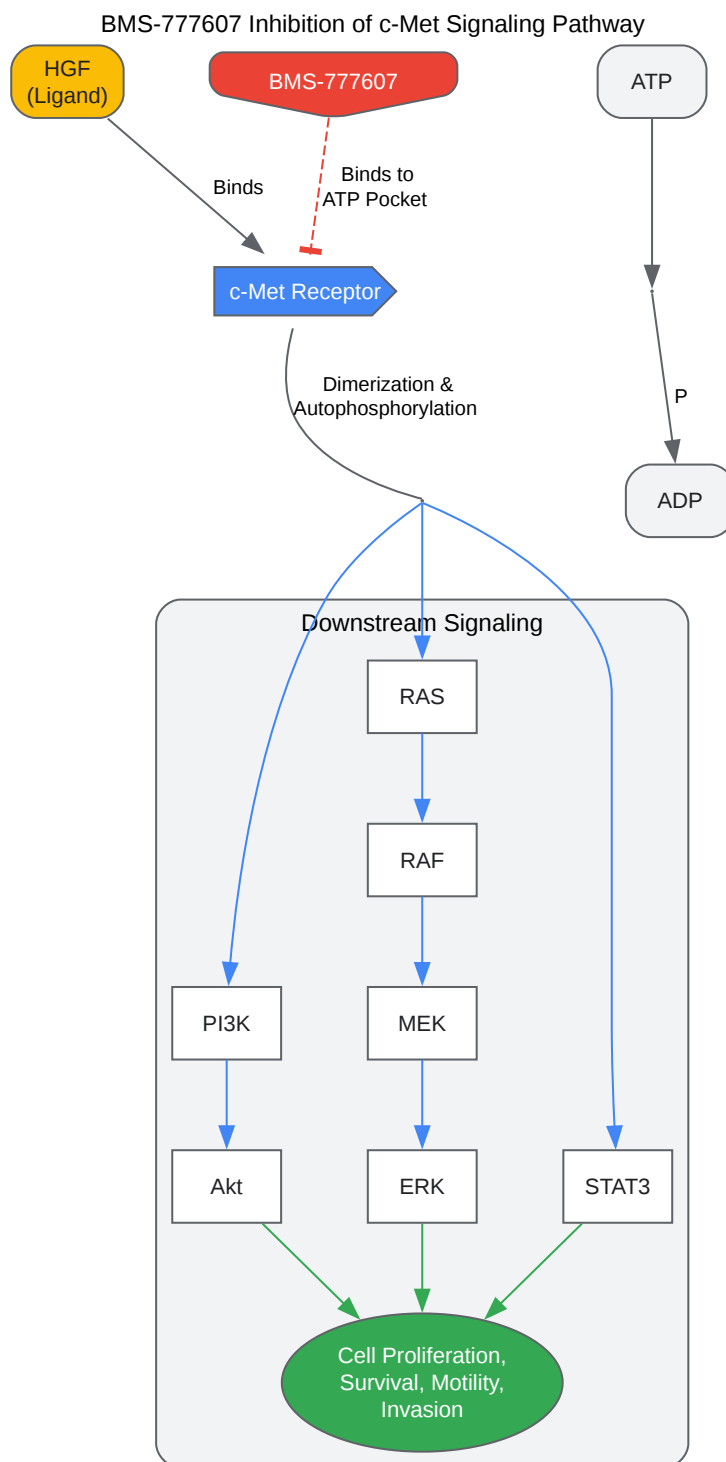 BMS-777607 Inhibition of c-Met Signaling Pathway
HGF
(Ligand)
BMS-777607
ATP
Binds
Binds to
ATP Pocket
c-Met Receptor
Dimerization &
Autophosphorylation
P
ADP
Downstream Signaling
RAS
RAF
PI3K
MEK
Akt
ERK
STAT3
Cell Proliferation,
Survival, Motility,
Invasion